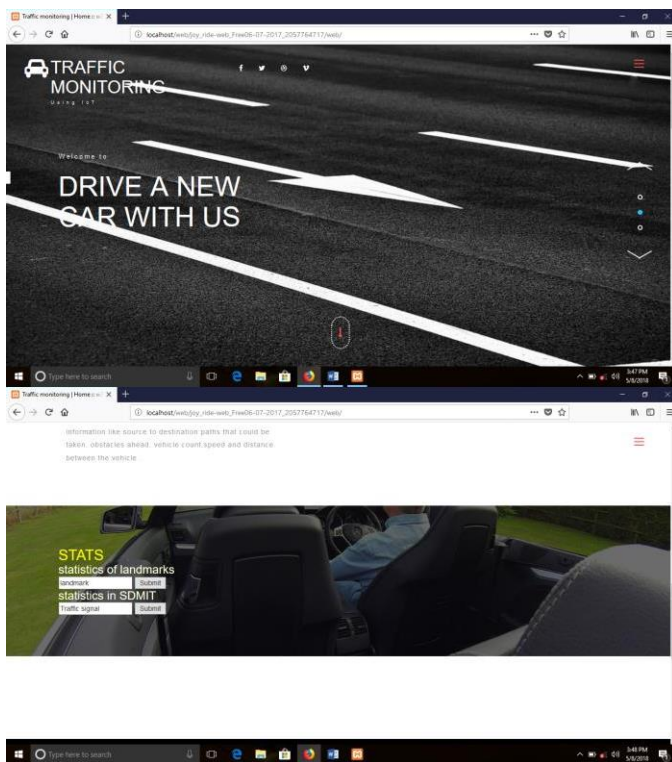 Traffic monitoring | Home
localhost/web/joy_ride-web_Free06-07-2017_2057764717/web/
TRAFFIC
MONITORING
Using IoT
Welcome to
DRIVE A NEW
CAR WITH US
Type here to search
3:47 PM
5/8/2018
Traffic monitoring | Home
localhost/web/joy_ride-web_Free06-07-2017_2057764717/web/
information like source to destination paths that could be
taken, obstacles ahead, vehicle count,speed and distance
between the vehicle
STATS
statistics of landmarks
landmark Submit
statistics in SDMIT
Traffic signal Submit
Type here to search
3:48 PM
5/8/2018